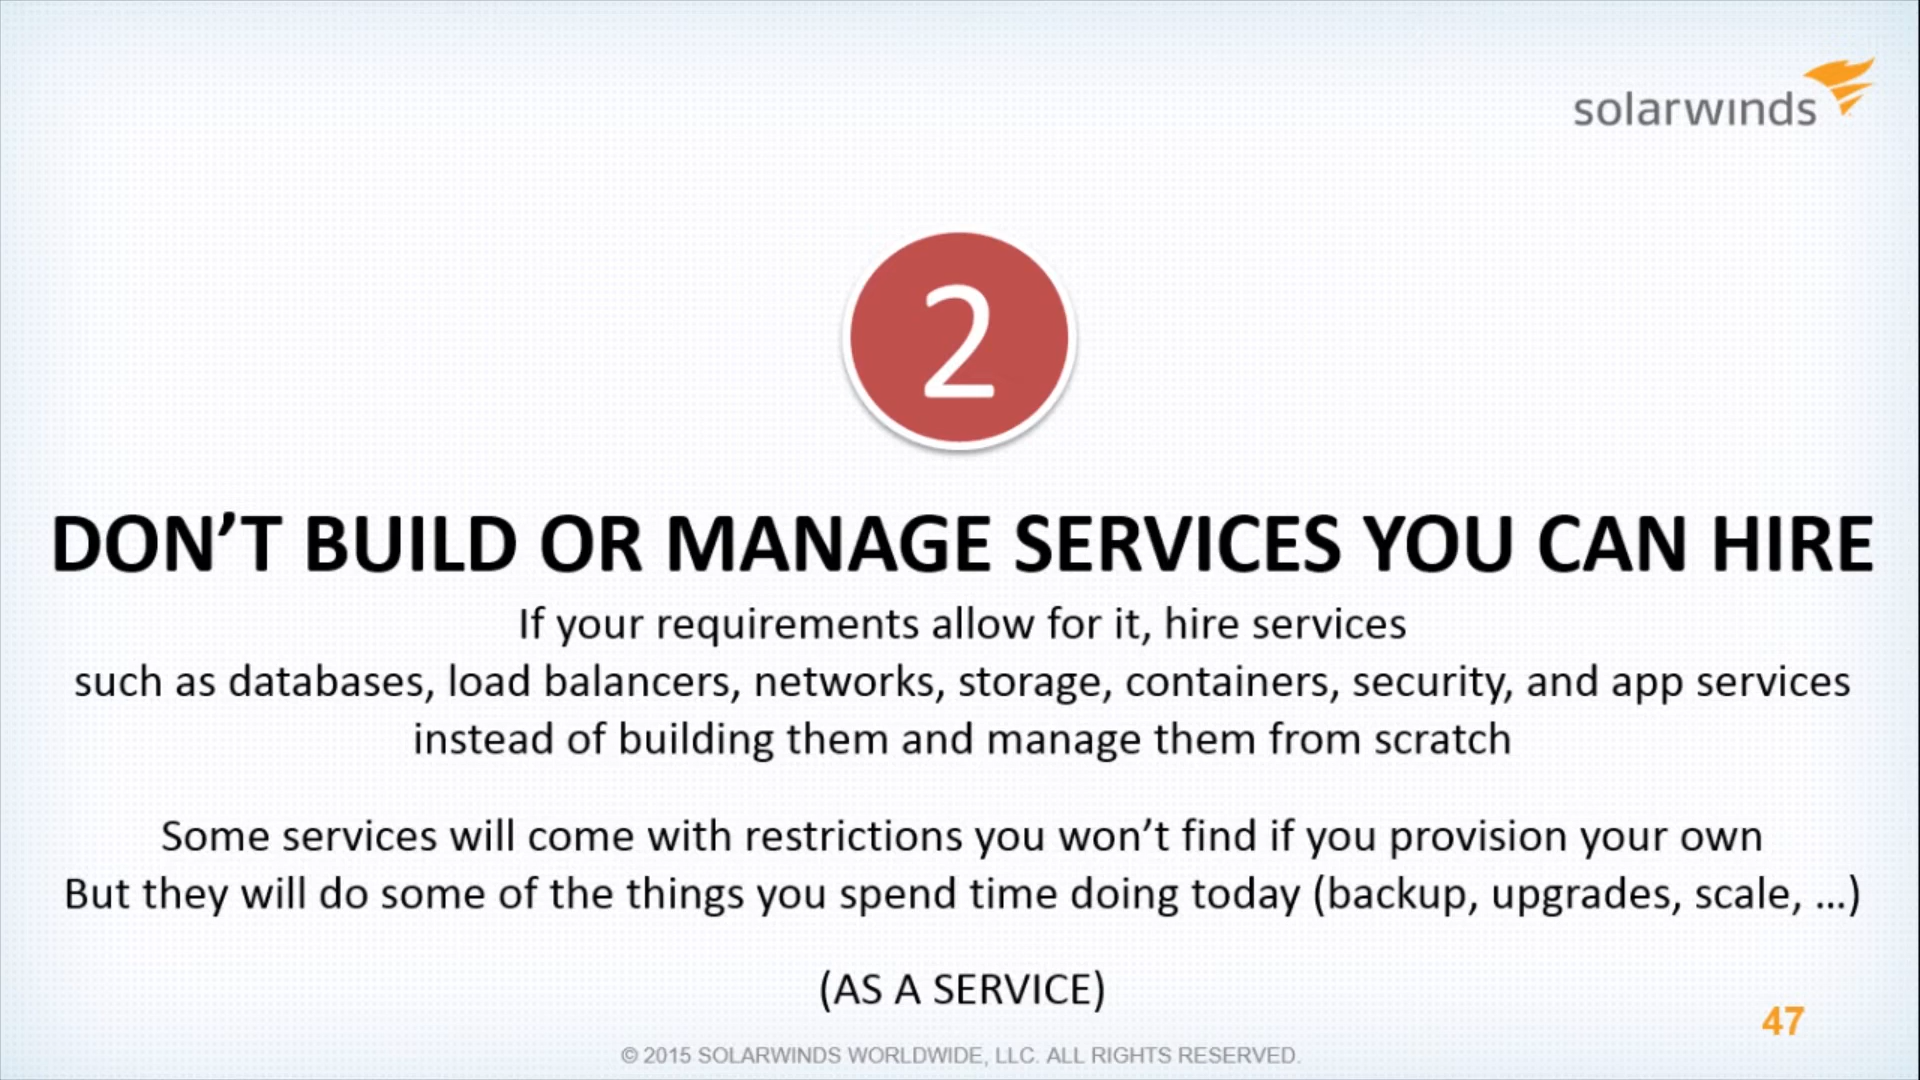 solarwinds
2
DON’T BUILD OR MANAGE SERVICES YOU CAN HIRE
If your requirements allow for it, hire services
such as databases, load balancers, networks, storage, containers, security, and app services
instead of building them and manage them from scratch
Some services will come with restrictions you won’t find if you provision your own
But they will do some of the things you spend time doing today (backup, upgrades, scale, ...)
(AS A SERVICE)
47
© 2015 SOLARWINDS WORLDWIDE, LLC. ALL RIGHTS RESERVED.